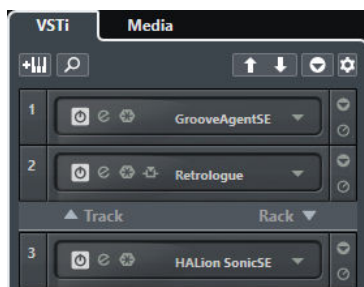 VSTi Media
1 GrooveAgentSE
2 Retrologue
Track Rack
3 HALion SonicSE